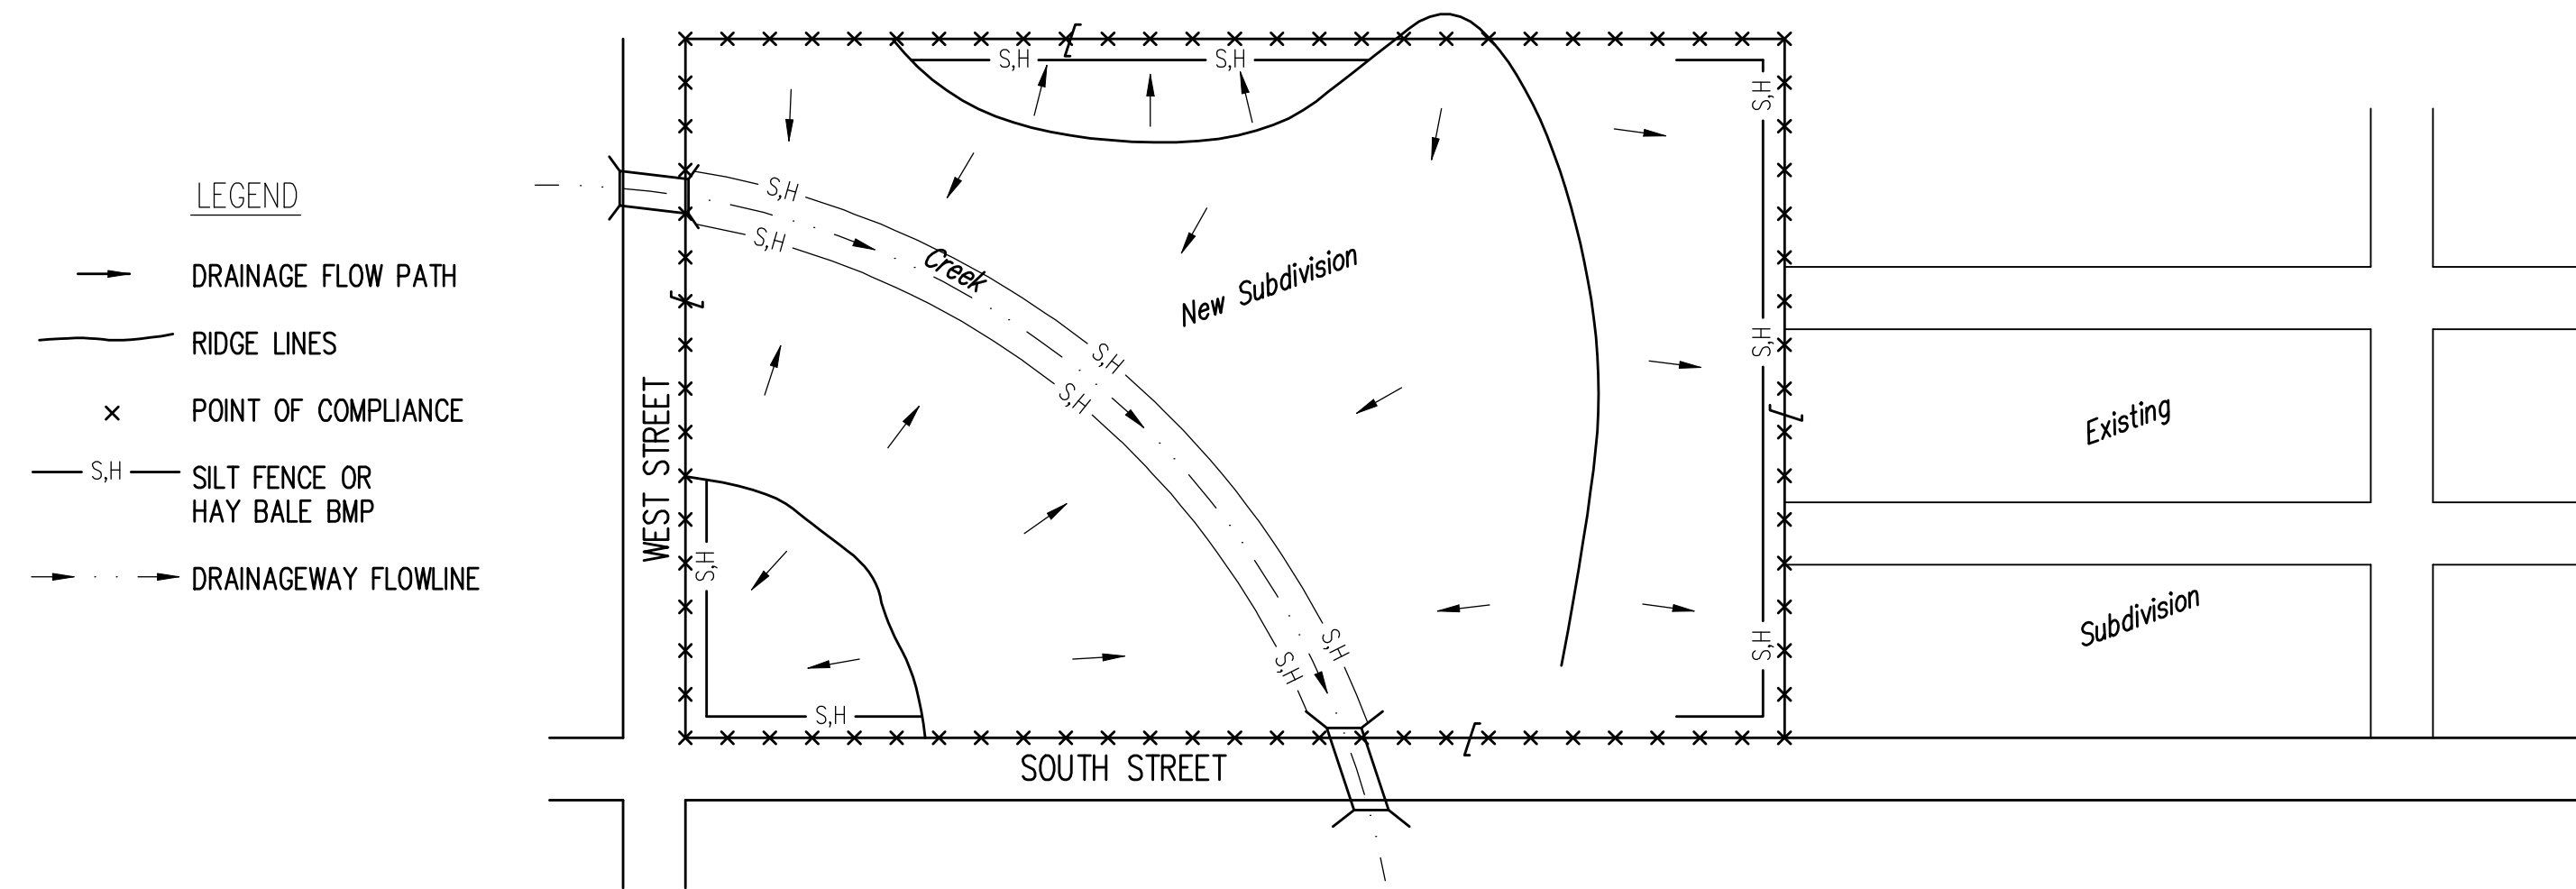 LEGEND
DRAINAGE FLOW PATH
RIDGE LINES
× POINT OF COMPLIANCE
S,H SILT FENCE OR
HAY BALE BMP
DRAINAGEWAY FLOWLINE
S,H
S,H
S,H
S,H
S,H
Creek
New Subdivision
S,H
S,H
S,H
WEST STREET
S,H
S,H
S,H
S,H
S,H
S,H
SOUTH STREET
Existing
Subdivision